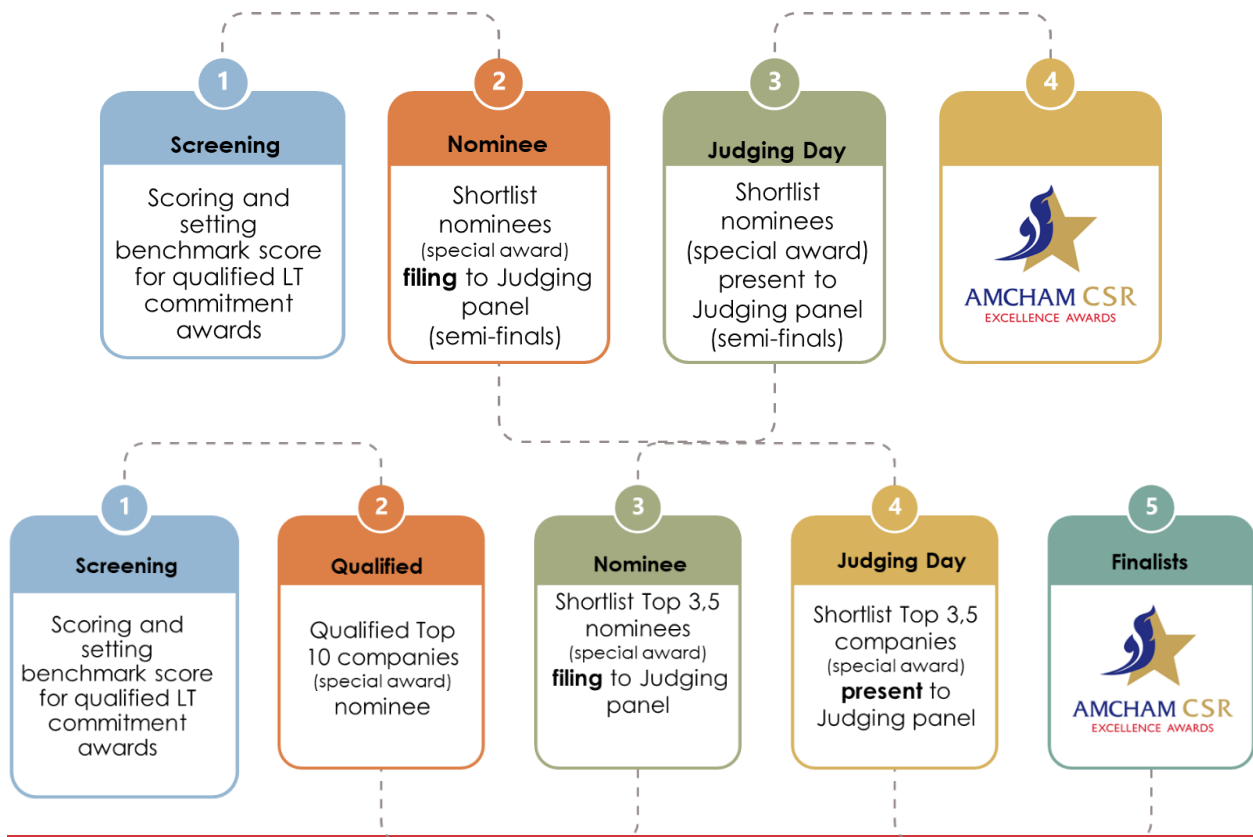 1
Screening
Scoring and
setting
benchmark score
for qualified LT
commitment
awards
2
Nominee
Shortlist
nominees
(special award)
filing to Judging
panel
(semi-finals)
3
Judging Day
Shortlist
nominees
(special award)
present to
Judging panel
(semi-finals)
4
AMCHAM CSR
EXCELLENCE AWARDS
1
Screening
Scoring and
setting
benchmark score
for qualified LT
commitment
awards
2
Qualified
Qualified Top
10 companies
(special award)
nominee
3
Nominee
Shortlist Top 3,5
nominees
(special award)
filing to Judging
panel
4
Judging Day
Shortlist Top 3,5
companies
(special award)
present to
Judging panel
5
Finalists
AMCHAM CSR
EXCELLENCE AWARDS